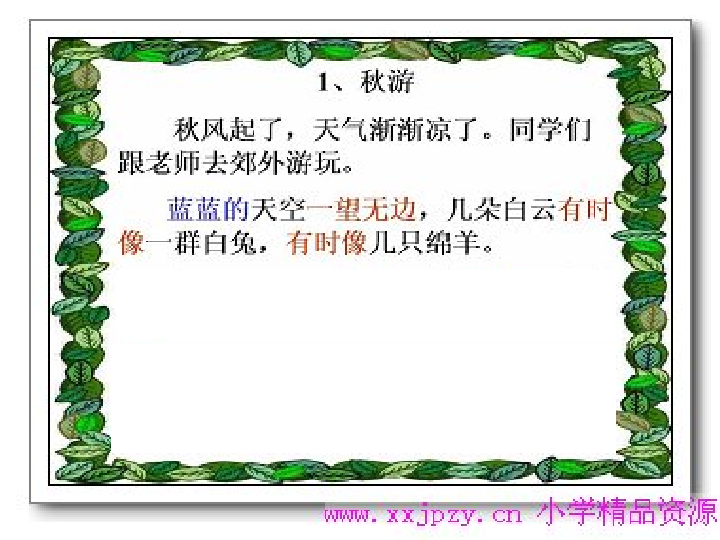 1、秋游
秋风起了，天气渐渐凉了。同学们
跟老师去郊外游玩。
蓝蓝的天空一望无边，几朵白云有时
像一群白兔，有时像几只绵羊。
www.xxjpzy.cn 小学精品资源